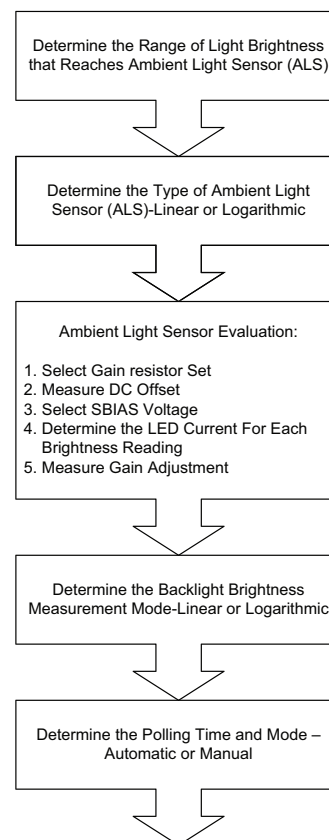 Determine the Range of Light Brightness
that Reaches Ambient Light Sensor (ALS)
Determine the Type of Ambient Light
Sensor (ALS)-Linear or Logarithmic
Ambient Light Sensor Evaluation:
1. Select Gain resistor Set
2. Measure DC Offset
3. Select SBIAS Voltage
4. Determine the LED Current For Each
Brightness Reading
5. Measure Gain Adjustment
Determine the Backlight Brightness
Measurement Mode-Linear or Logarithmic
Determine the Polling Time and Mode –
Automatic or Manual